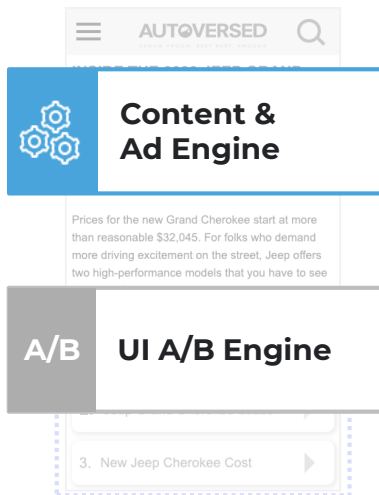 AUTOVERSED
Content &
Ad Engine
Prices for the new Grand Cherokee start at more
than reasonable $32,045. For folks who demand
more driving excitement on the street, Jeep offers
two high-performance models that you have to see
A/B
UI A/B Engine
3. New Jeep Cherokee Cost